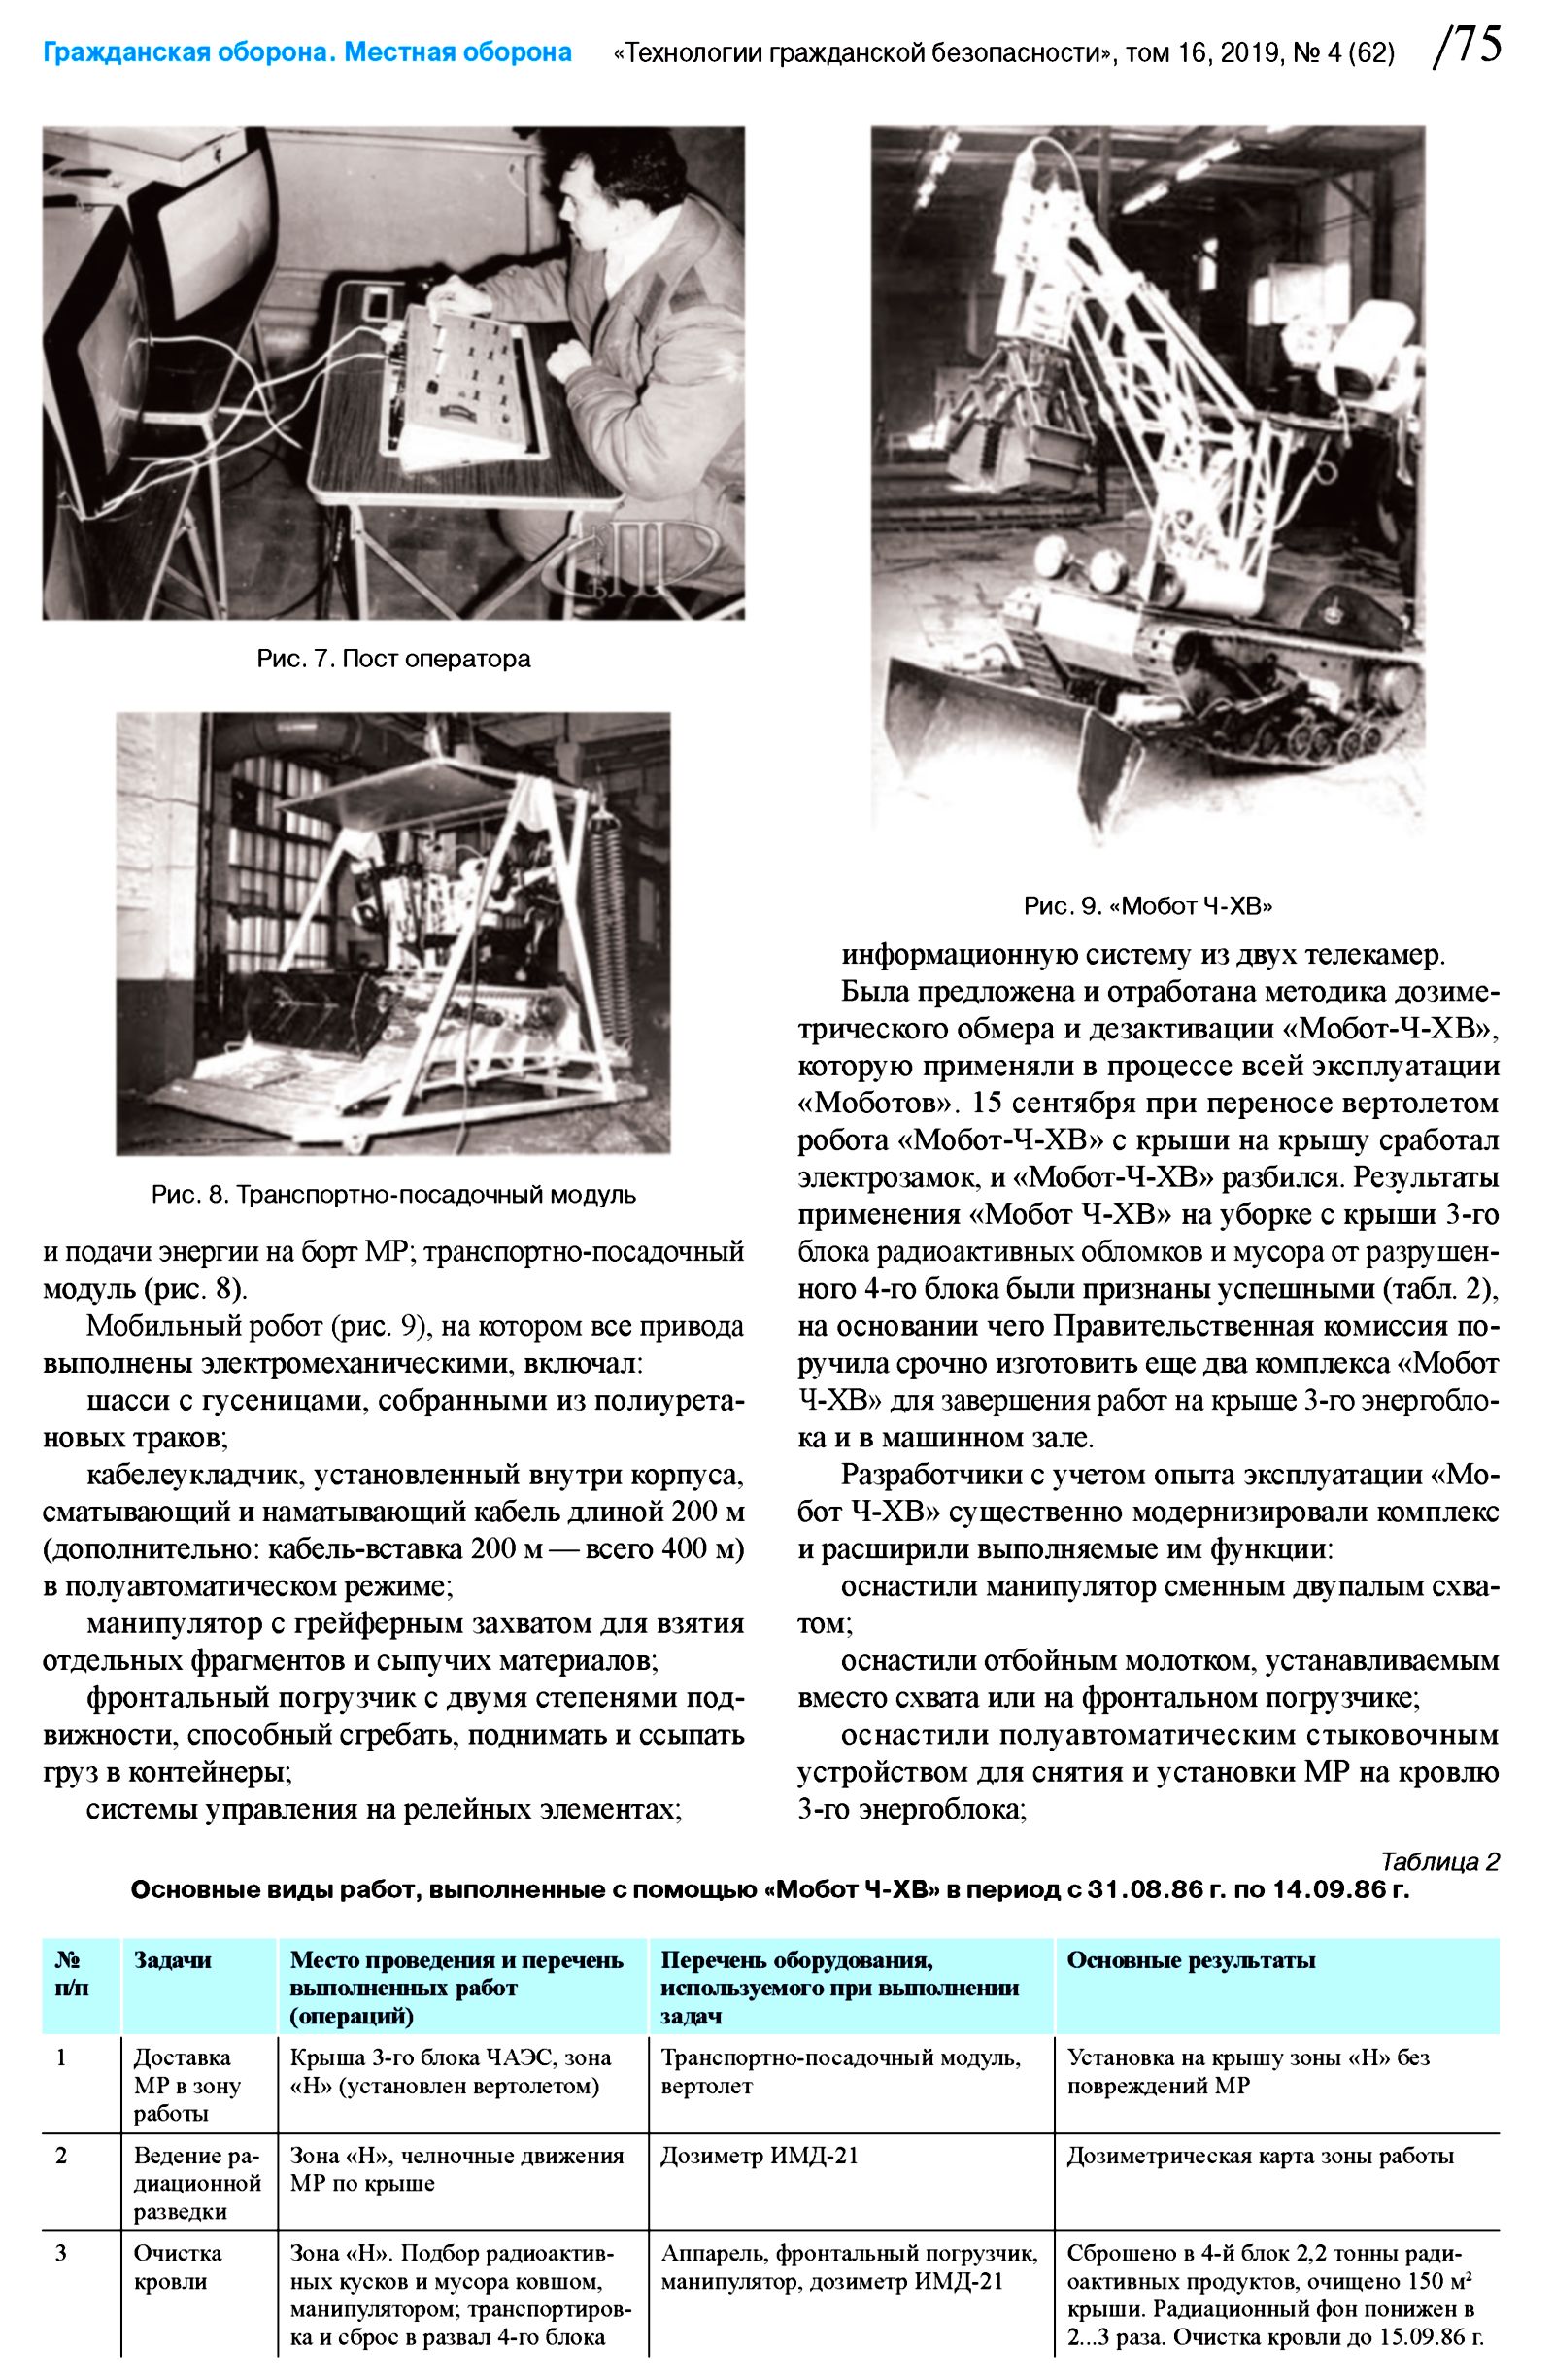 Гражданская оборона. Местная оборона «Технологии гражданской безопасности», том 16, 2019, № 4 (62) /75
Рис. 7. Пост оператора
Рис. 8. Транспортно-посадочный модуль
и подачи энергии на борт МР; транспортно-посадочный
модуль (рис. 8).
Мобильный робот (рис. 9), на котором все привода
выполнены электромеханическими, включал:
шасси с гусеницами, собранными из полиурета-
новых траков;
кабелеукладчик, установленный внутри корпуса,
сматывающий и наматывающий кабель длиной 200 м
(дополнительно: кабель-вставка 200 м — всего 400 м)
в полуавтоматическом режиме;
манипулятор с грейферным захватом для взятия
отдельных фрагментов и сыпучих материалов;
фронтальный погрузчик с двумя степенями под-
вижности, способный сгребать, поднимать и ссыпать
груз в контейнеры;
системы управления на релейных элементах;
Рис. 9. «Мобот Ч-ХВ»
информационную систему из двух телекамер.
Была предложена и отработана методика дозиме-
трического обмера и дезактивации «Мобот-Ч-ХВ»,
которую применяли в процессе всей эксплуатации
«Моботов». 15 сентября при переносе вертолетом
робота «Мобот-Ч-ХВ» с крыши на крышу сработал
электрозамок, и «Мобот-Ч-ХВ» разбился. Результаты
применения «Мобот Ч-ХВ» на уборке с крыши 3-го
блока радиоактивных обломков и мусора от разрушен-
ного 4-го блока были признаны успешными (табл. 2),
на основании чего Правительственная комиссия по-
ручила срочно изготовить еще два комплекса «Мобот
Ч-ХВ» для завершения работ на крыше 3-го энергобло-
ка и в машинном зале.
Разработчики с учетом опыта эксплуатации «Мо-
бот Ч-ХВ» существенно модернизировали комплекс
и расширили выполняемые им функции:
оснастили манипулятор сменным двупалым схва-
том;
оснастили отбойным молотком, устанавливаемым
вместо схвата или на фронтальном погрузчике;
оснастили полуавтоматическим стыковочным
устройством для снятия и установки МР на кровлю
3-го энергоблока;
Таблица 2
Основные виды работ, выполненные с помощью «Мобот Ч-ХВ» в период с 31.08.86 г. по 14.09.86 г.
№
п/п
Задачи
Место проведения и перечень
выполненных работ
(операций)
Перечень оборудования,
используемого при выполнении
задач
Основные результаты
1
Доставка
МР в зону
работы
Крыша 3-го блока ЧАЭС, зона
«Н» (установлен вертолетом)
Транспортно-посадочный модуль,
вертолет
Установка на крышу зоны «Н» без
повреждений МР
2
Ведение ра-
диационной
разведки
Зона «Н», челночные движения
МР по крыше
Дозиметр ИМД-21
Дозиметрическая карта зоны работы
3
Очистка
кровли
Зона «Н». Подбор радиоактив-
ных кусков и мусора ковшом,
манипулятором; транспортиров-
ка и сброс в развал 4-го блока
Аппарель, фронтальный погрузчик,
манипулятор, дозиметр ИМД-21
Сброшено в 4-й блок 2,2 тонны ради-
оактивных продуктов, очищено 150 м²
крыши. Радиационный фон понижен в
2...3 раза. Очистка кровли до 15.09.86 г.